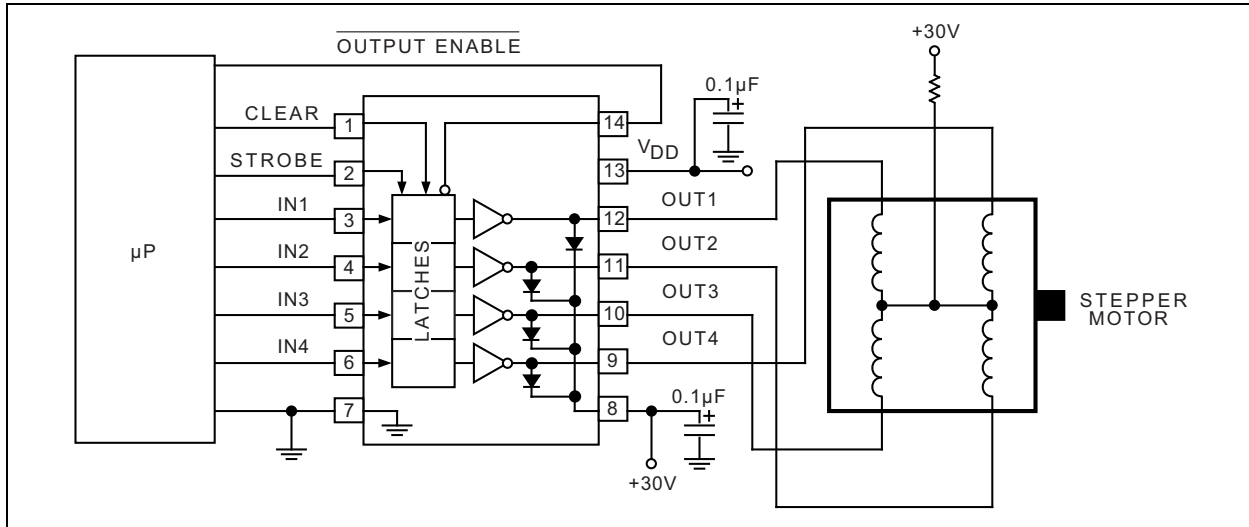 +30V
OUTPUT ENABLE
0.1µF
+
CLEAR
1
14
VDD
STROBE
2
13
IN1
3
12
OUT1
µP
IN2
4
LATCHES
11
OUT2
IN3
5
10
OUT3
IN4
6
9
OUT4
7
8
0.1µF
+
+30V
STEPPER
MOTOR